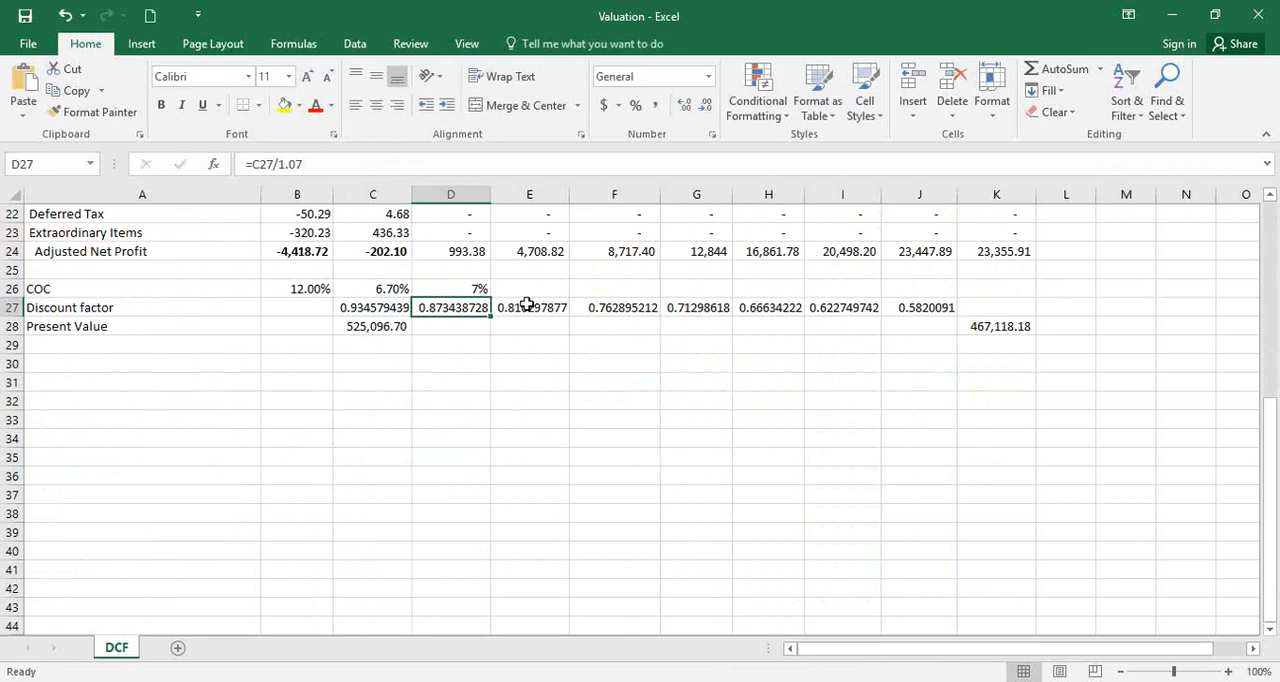 Valuation - Excel
File Home Insert Page Layout Formulas Data Review View Tell me what you want to do Sign in Share
Cut
Copy
Format Painter
Paste
Calibri 11
B I U
Wrap Text
Merge & Center
General
$ % ,
Conditional Formatting
Format as Table
Cell Styles
Insert Delete Format
AutoSum
Fill
Clear
Sort & Filter
Find & Select
Clipboard Font Alignment Number Styles Cells Editing
D27 fx =C27/1.07
A B C D E F G H I J K L M N O
22 Deferred Tax -50.29 4.68 - - - - - - - -
23 Extraordinary Items -320.23 436.33 - - - - - - - -
24 Adjusted Net Profit -4,418.72 -202.10 993.38 4,708.82 8,717.40 12,844 16,861.78 20,498.20 23,447.89 23,355.91
25
26 COC 12.00% 6.70% 7%
27 Discount factor 0.934579439 0.873438728 0.762895212 0.71298618 0.66634222 0.622749742 0.5820091
28 Present Value 525,096.70 467,118.18
29
30
31
32
33
34
35
36
37
38
39
40
41
42
43
44
DCF
Ready 100%